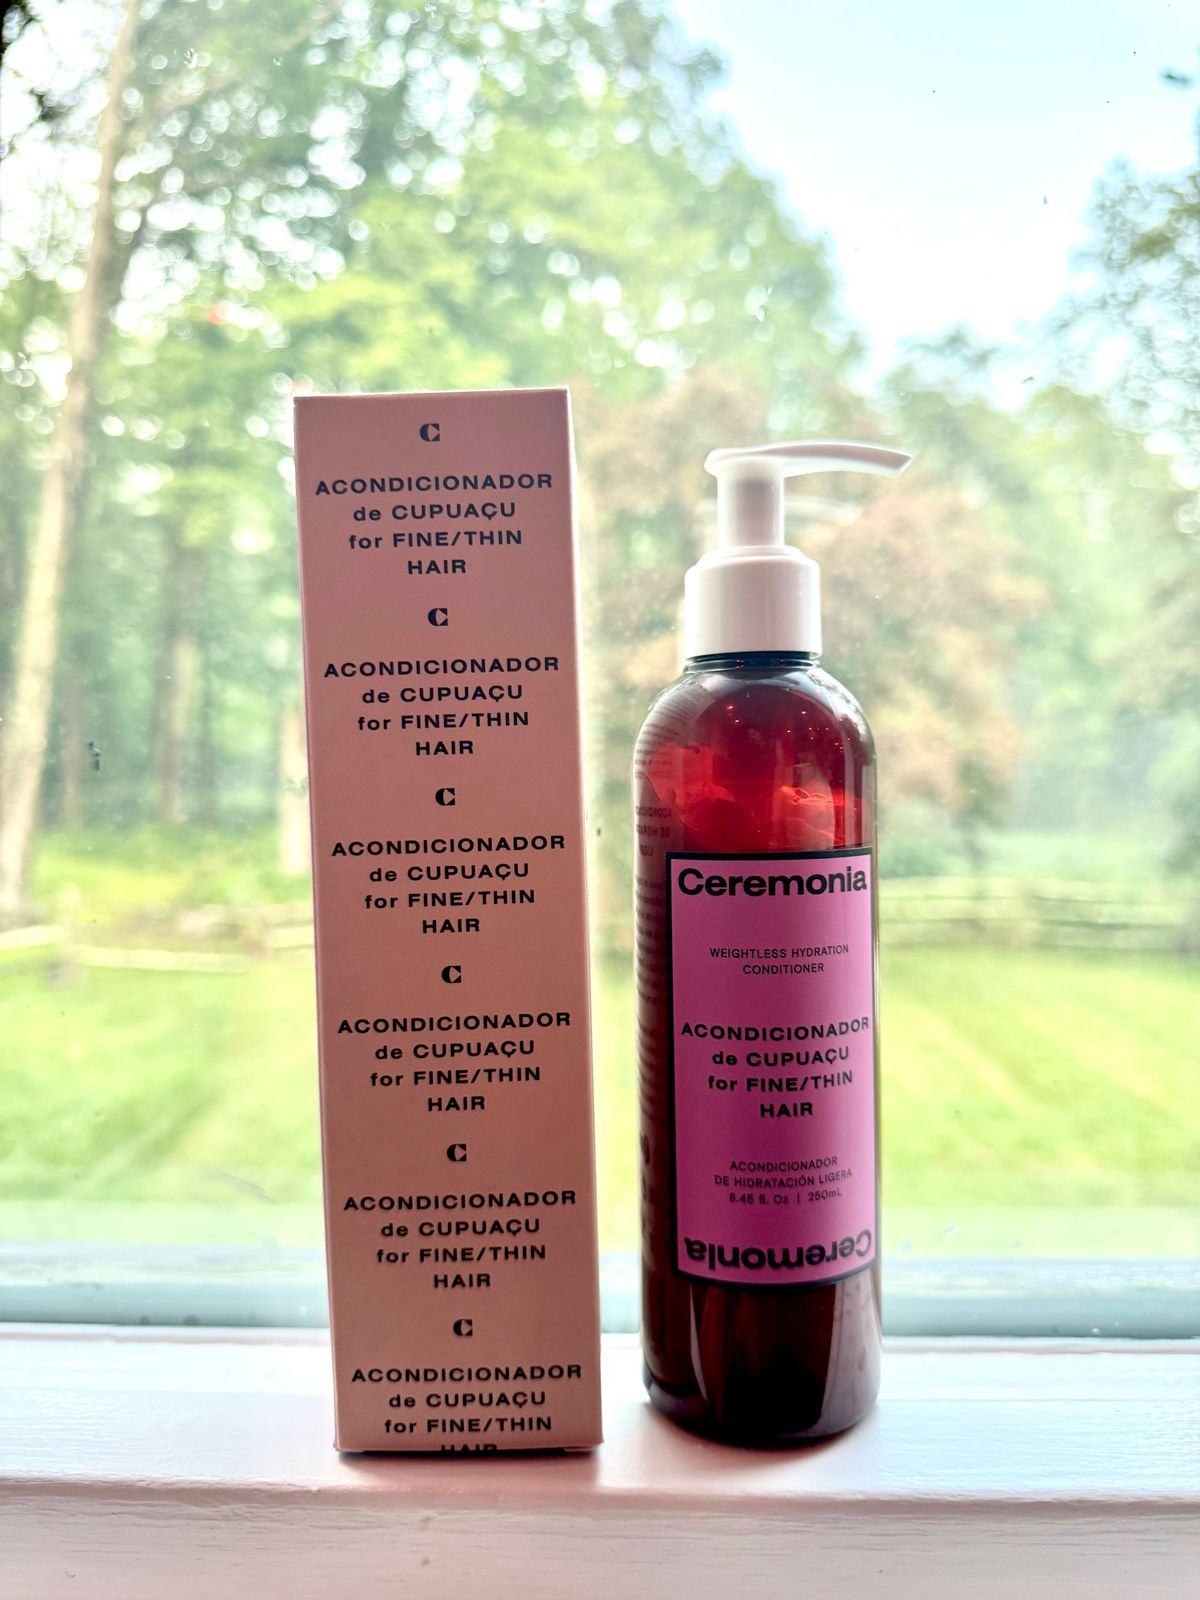 C
ACONDICIONADOR
de CUPUAÇU
for FINE/THIN
HAIR
C
ACONDICIONADOR
de CUPUAÇU
for FINE/THIN
HAIR
C
ACONDICIONADOR
de CUPUAÇU
for FINE/THIN
HAIR
C
ACONDICIONADOR
de CUPUAÇU
for FINE/THIN
HAIR
C
ACONDICIONADOR
de CUPUAÇU
for FINE/THIN
HAIR
C
ACONDICIONADOR
de CUPUAÇU
for FINE/THIN
HAIR
Ceremonia
WEIGHTLESS HYDRATION
CONDITIONER
ACONDICIONADOR
de CUPUAÇU
for FINE/THIN
HAIR
ACONDICIONADOR
DE HIDRATACIÓN LIGERA
8.46 fl. Oz | 250mL
Ceremonia